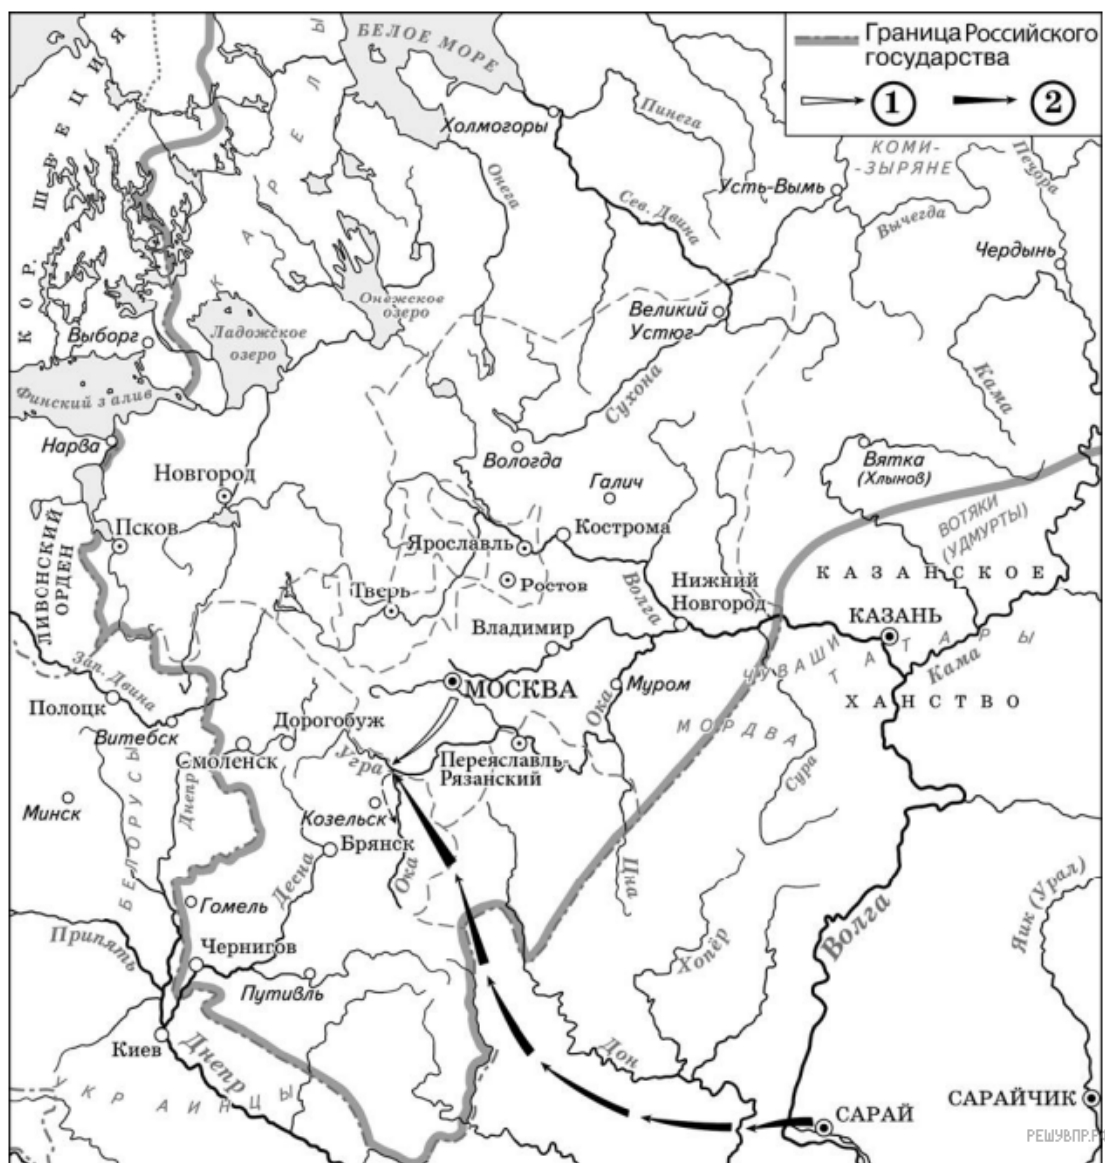 Граница Российского
государства
1
2
БЕЛОЕ МОРЕ
КОР. ШВЕЦИЯ
КАРЕЛЫ
Холмогоры
Пинега
КОМИ-
-ЗЫРЯНЕ
Печора
Онега
Усть-Вымь
Сев. Двина
Вычегда
Чердынь
Онежское
озеро
Великий
Устюг
Ладожское
озеро
Выборг
Финский залив
Сухона
Кама
Нарва
Вологда
Вятка
(Хлынов)
Новгород
Галич
ВОТЯКИ
(УДМУРТЫ)
Псков
Кострома
Ярославль
ЛИВОНСКИЙ
ОРДЕН
Ростов
Волга
Нижний
Новгород
КАЗАНСКОЕ
Тверь
КАЗАНЬ
Владимир
ЧУВАШИ
ТАТАРЫ
Кама
Зап. Двина
МОСКВА
Ока
Муром
ХАНСТВО
Полоцк
Дорогобуж
МОРДВА
Витебск
Угра
Переяславль
Рязанский
Смоленск
Сура
БЕЛОРУСЫ
Днепр
Минск
Козельск
Брянск
Десна
Ока
Цна
Гомель
Яик (Урал)
Припять
Чернигов
Хопёр
Волга
Путивль
Киев
Днепр
Дон
УКРАИНЦЫ
САРАЙ
САРАЙЧИК
РЕШУВПР.Р